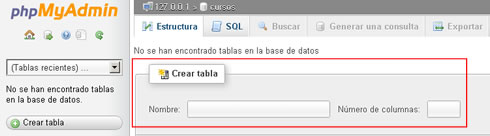 phpMyAdmin
(Tablas recientes) ...
No se han encontrado tablas en la base de datos.
Crear tabla
127.0.0.1 » cursos
Estructura SQL Buscar Generar una consulta Exportar
No se han encontrado tablas en la base de datos
Crear tabla
Nombre: Número de columnas: